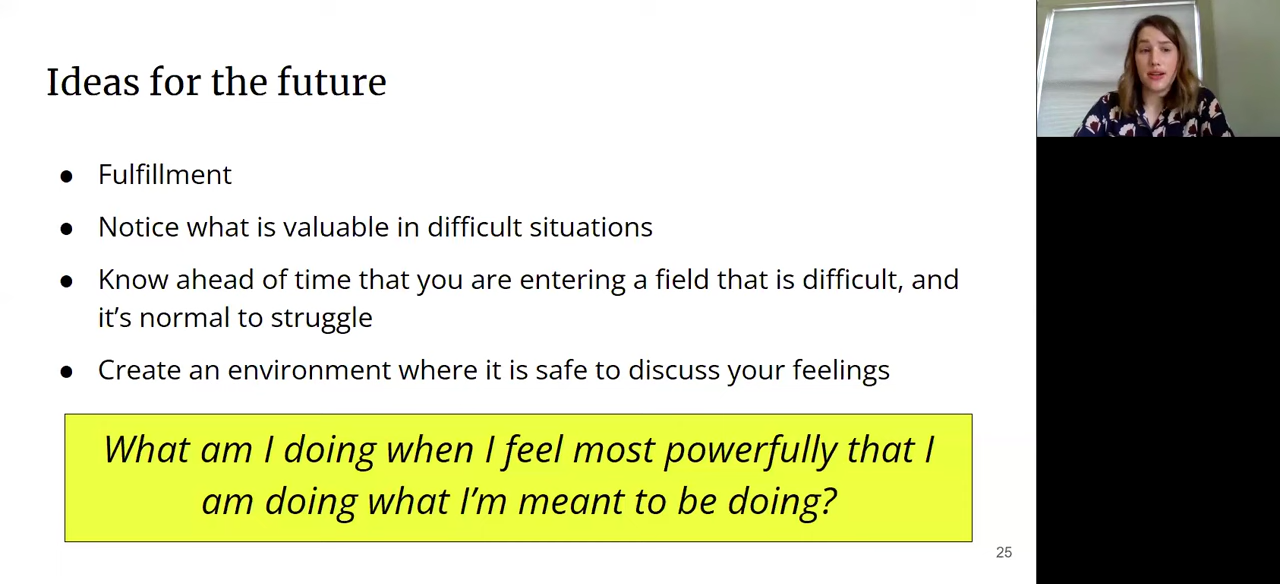 Ideas for the future
● Fulfillment
● Notice what is valuable in difficult situations
● Know ahead of time that you are entering a field that is difficult, and
it’s normal to struggle
● Create an environment where it is safe to discuss your feelings
What am I doing when I feel most powerfully that I
am doing what I’m meant to be doing?
25